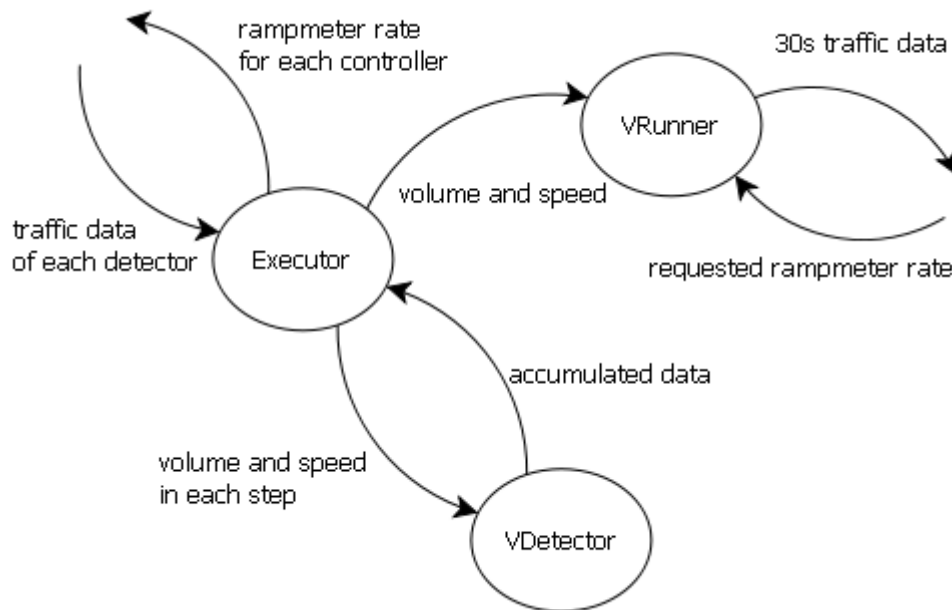 rampmeter rate
for each controller
30s traffic data
VRunner
volume and speed
traffic data
of each detector
Executor
requested rampmeter rate
accumulated data
volume and speed
in each step
VDetector